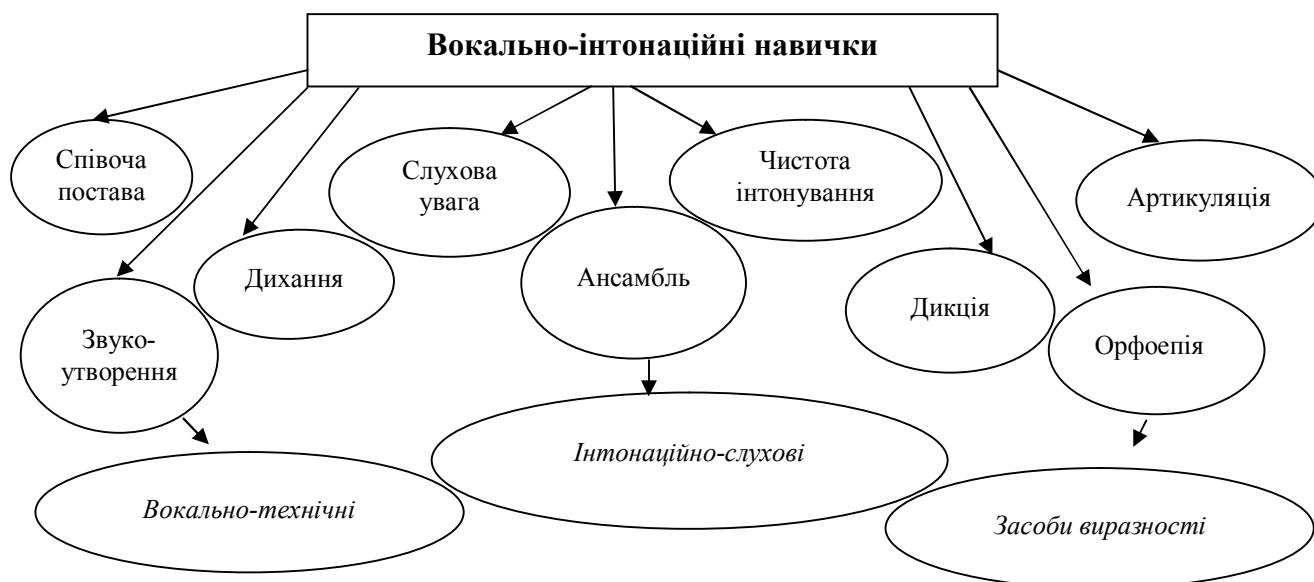 Вокально-інтонаційні навички
Співоча
постава
Слухова
увага
Чистота
інтонування
Артикуляція
Дихання
Ансамбль
Дикція
Звуко-
утворення
Орфоепія
Інтонаційно-слухові
Вокально-технічні
Засоби виразності